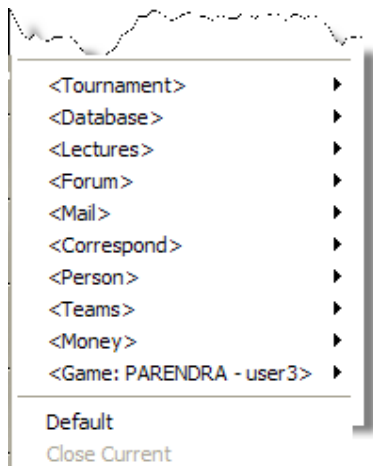 <Tournament>
<Database>
<Lectures>
<Forum>
<Mail>
<Correspond>
<Person>
<Teams>
<Money>
<Game: PARENDRA - user3>
Default
Close Current